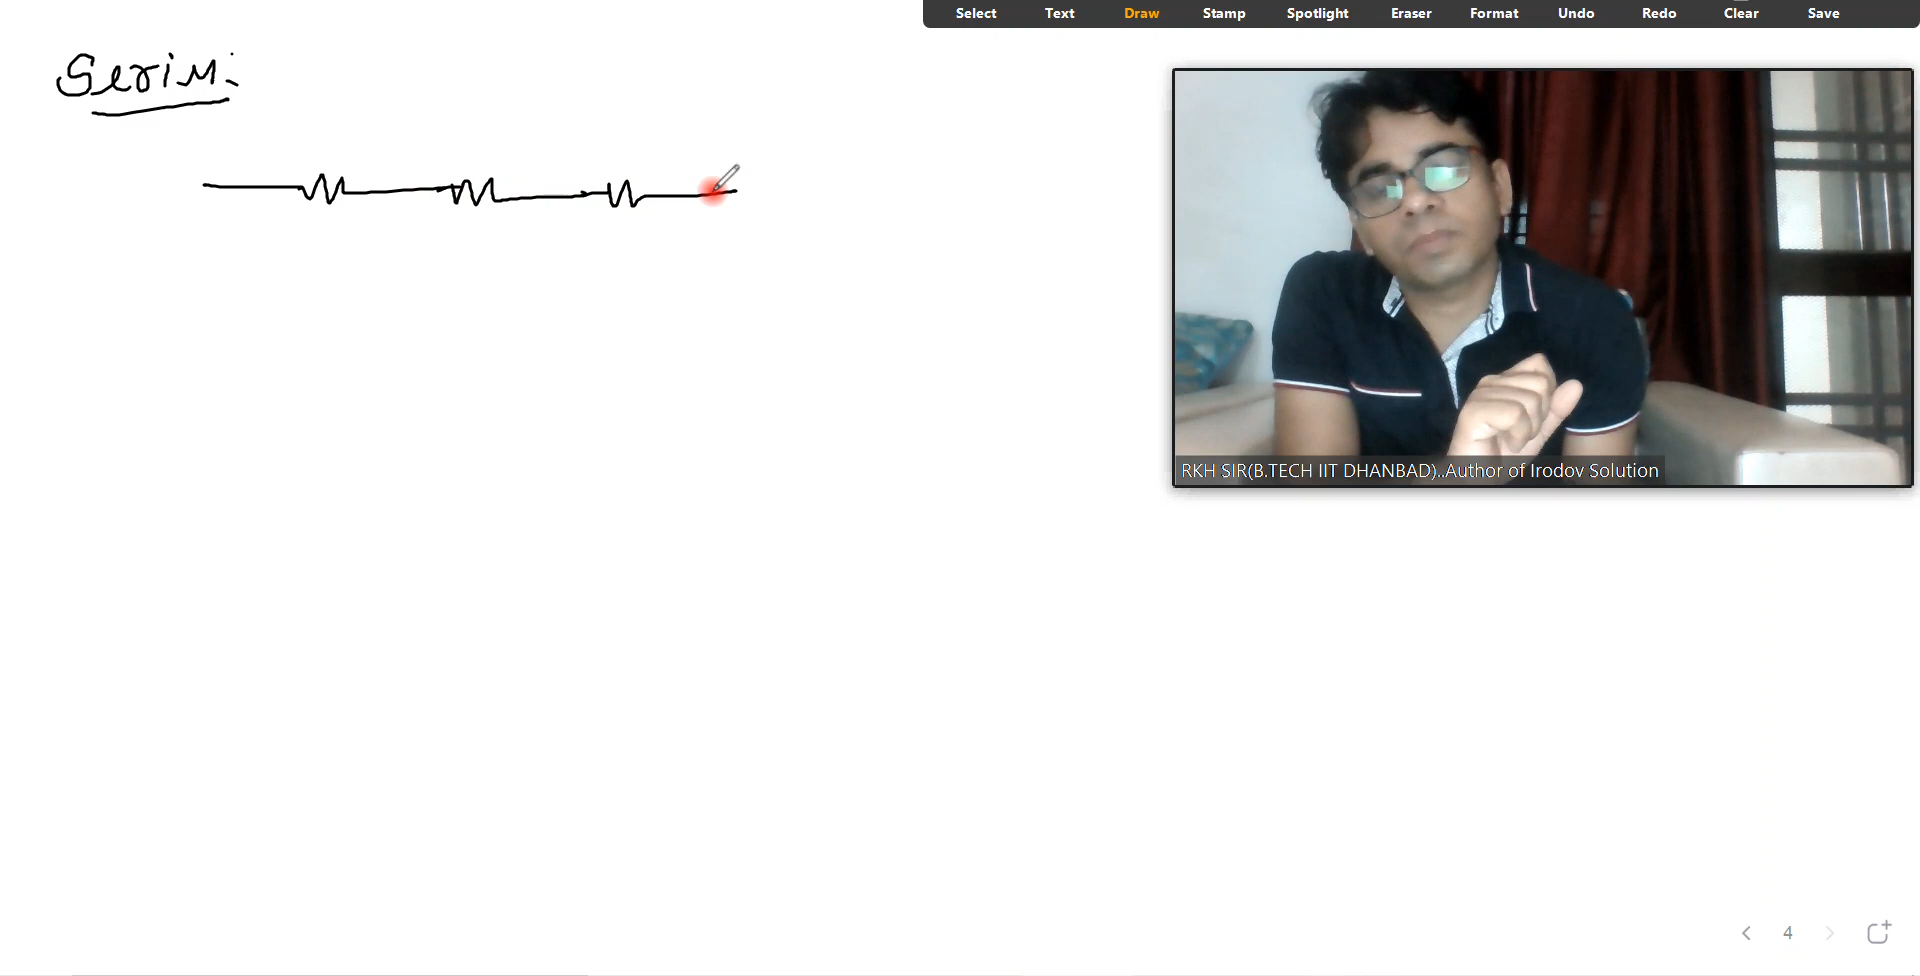 Select Text Draw Stamp Spotlight Eraser Format Undo Redo Clear Save
Series:
RKH SIR(B.TECH IIT DHANBAD)..Author of Irodov Solution
4